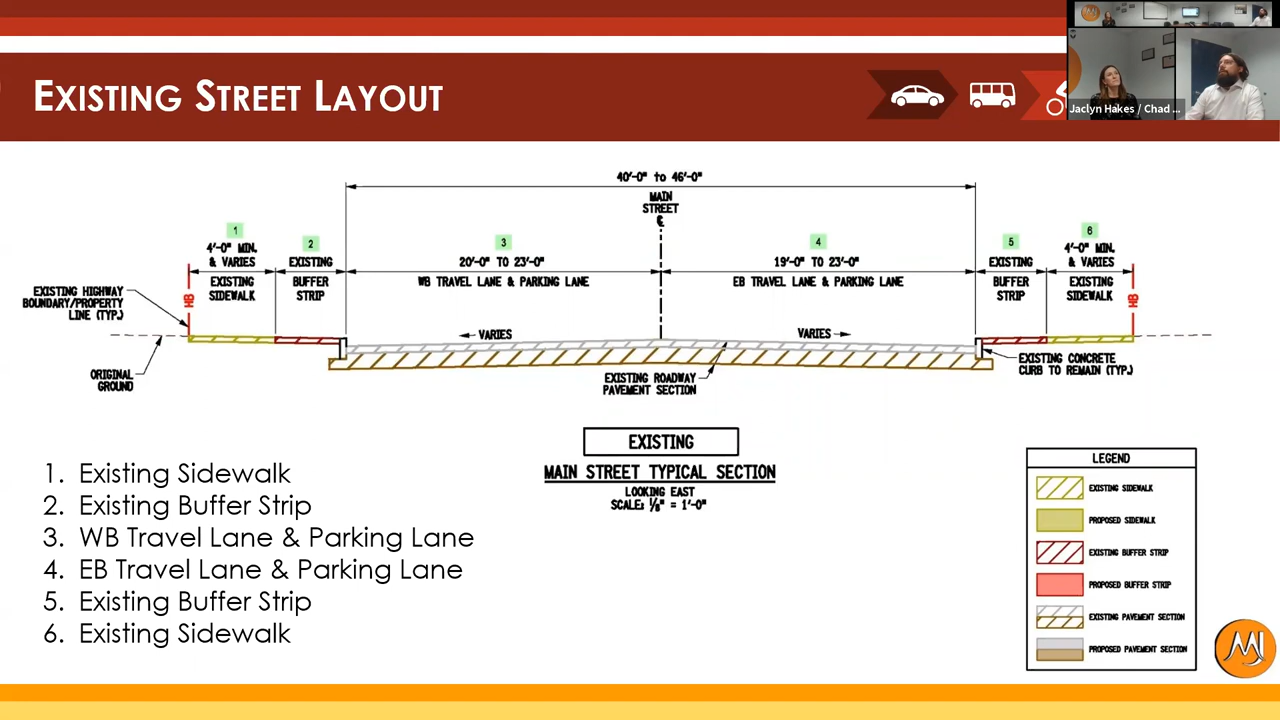 EXISTING STREET LAYOUT
Jaclyn Hakes / Chad ...
40'-0" to 46'-0"
MAIN
STREET
℄
1
4'-0" MIN.
& VARIES
EXISTING
SIDEWALK
2
EXISTING
BUFFER
STRIP
3
20'-0" TO 23'-0"
WB TRAVEL LANE & PARKING LANE
4
19'-0" TO 23'-0"
EB TRAVEL LANE & PARKING LANE
5
EXISTING
BUFFER
STRIP
6
4'-0" MIN.
& VARIES
EXISTING
SIDEWALK
EXISTING HIGHWAY
BOUNDARY/PROPERTY
LINE (TYP.)
HB
HB
VARIES
VARIES
ORIGINAL
GROUND
EXISTING ROADWAY
PAVEMENT SECTION
EXISTING CONCRETE
CURB TO REMAIN (TYP.)
EXISTING
MAIN STREET TYPICAL SECTION
LOOKING EAST
SCALE: ⅛" = 1'-0"
1. Existing Sidewalk
2. Existing Buffer Strip
3. WB Travel Lane & Parking Lane
4. EB Travel Lane & Parking Lane
5. Existing Buffer Strip
6. Existing Sidewalk
LEGEND
EXISTING SIDEWALK
PROPOSED SIDEWALK
EXISTING BUFFER STRIP
PROPOSED BUFFER STRIP
EXISTING PAVEMENT SECTION
PROPOSED PAVEMENT SECTION
MJ